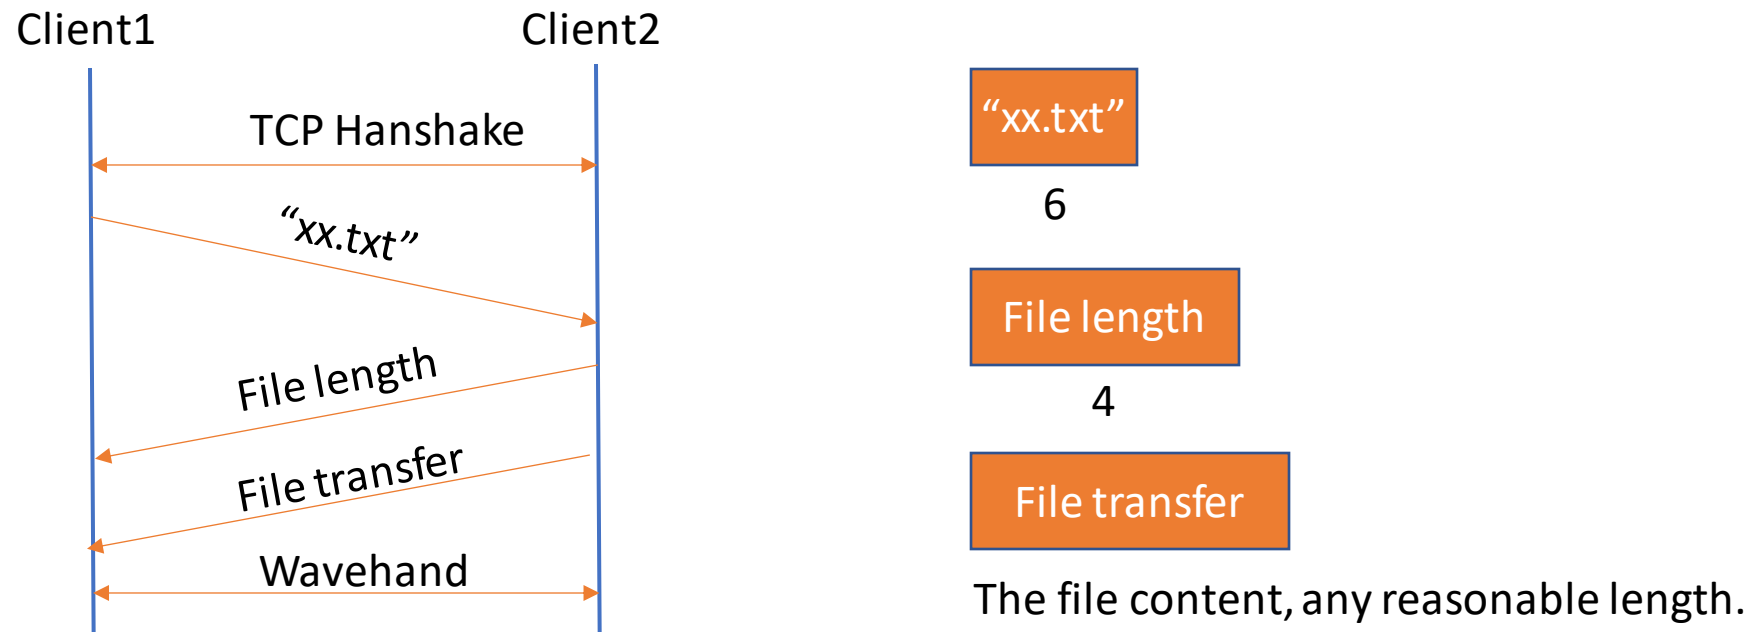 Client1
Client2
TCP Hanshake
“xx.txt”
File length
File transfer
Wavehand
“xx.txt”
6
File length
4
File transfer
The file content, any reasonable length.